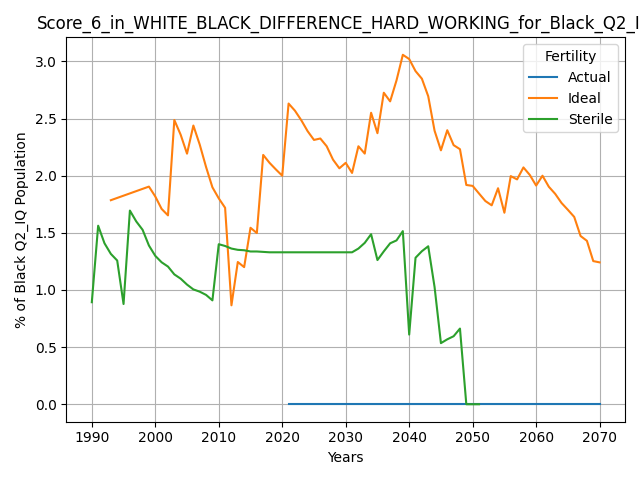 Score_6_in_WHITE_BLACK_DIFFERENCE_HARD_WORKING_for_Black_Q2_I
Fertility
Actual
Ideal
Sterile
% of Black Q2_IQ Population
3.0
2.5
2.0
1.5
1.0
0.5
0.0
1990 2000 2010 2020 2030 2040 2050 2060 2070
Years